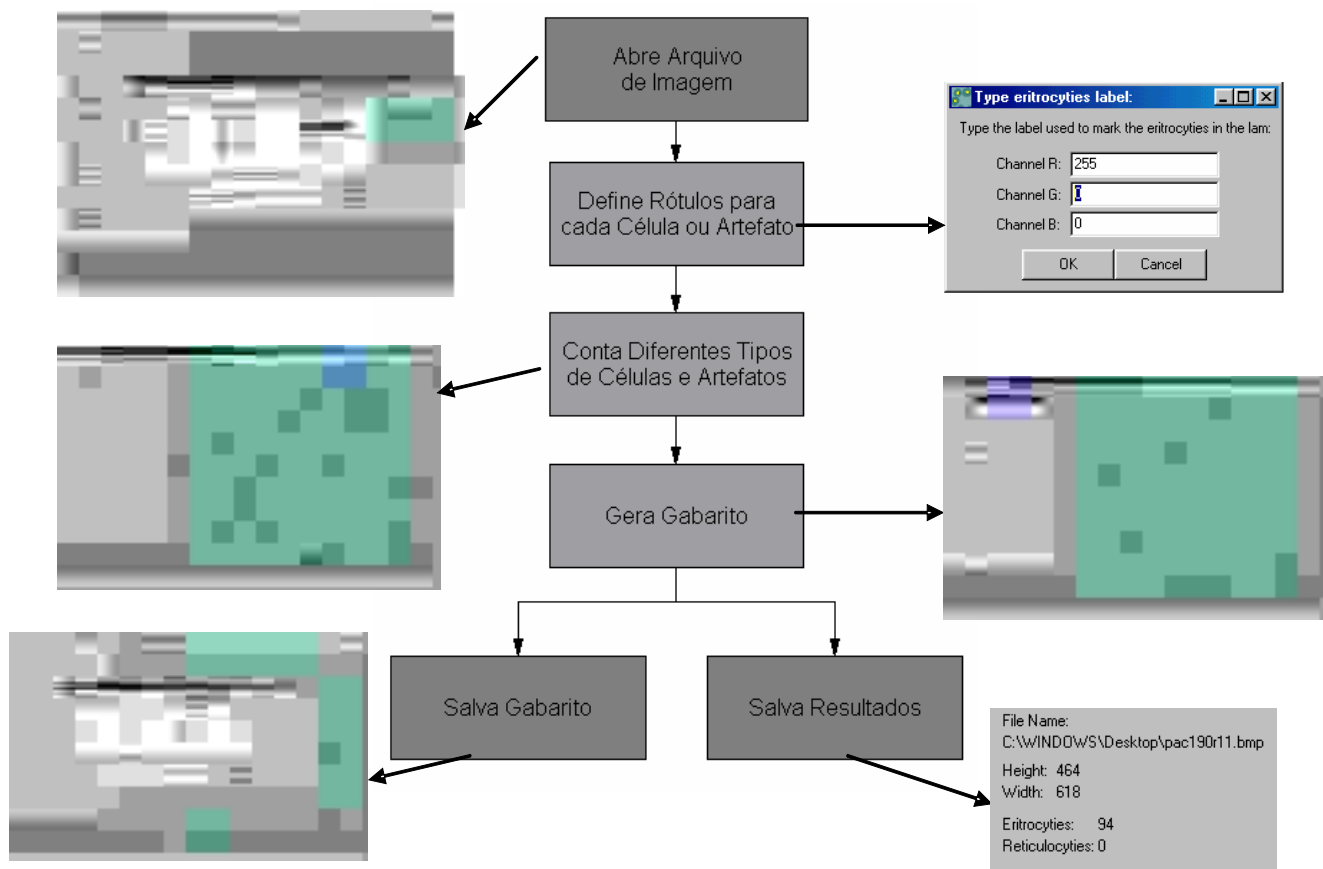 Abre Arquivo
de Imagem
Type eritrocyties label:
Type the label used to mark the eritrocyties in the lam:
Channel R: 255
Channel G:
Channel B: 0
OK Cancel
Define Rótulos para
cada Célula ou Artefato
Conta Diferentes Tipos
de Células e Artefatos
Gera Gabarito
Salva Gabarito
Salva Resultados
File Name:
C:\WINDOWS\Desktop\pac190r11.bmp
Height: 464
Width: 618
Eritrocyties: 94
Reticulocyties: 0